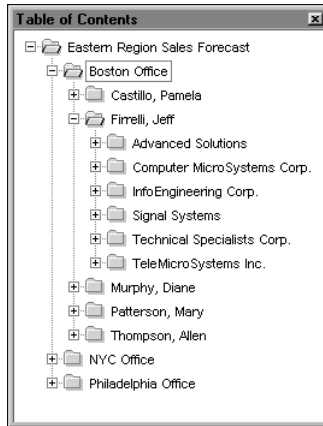 Table of Contents
Eastern Region Sales Forecast
Boston Office
Castillo, Pamela
Firrelli, Jeff
Advanced Solutions
Computer MicroSystems Corp.
InfoEngineering Corp.
Signal Systems
Technical Specialists Corp.
TeleMicroSystems Inc.
Murphy, Diane
Patterson, Mary
Thompson, Allen
NYC Office
Philadelphia Office